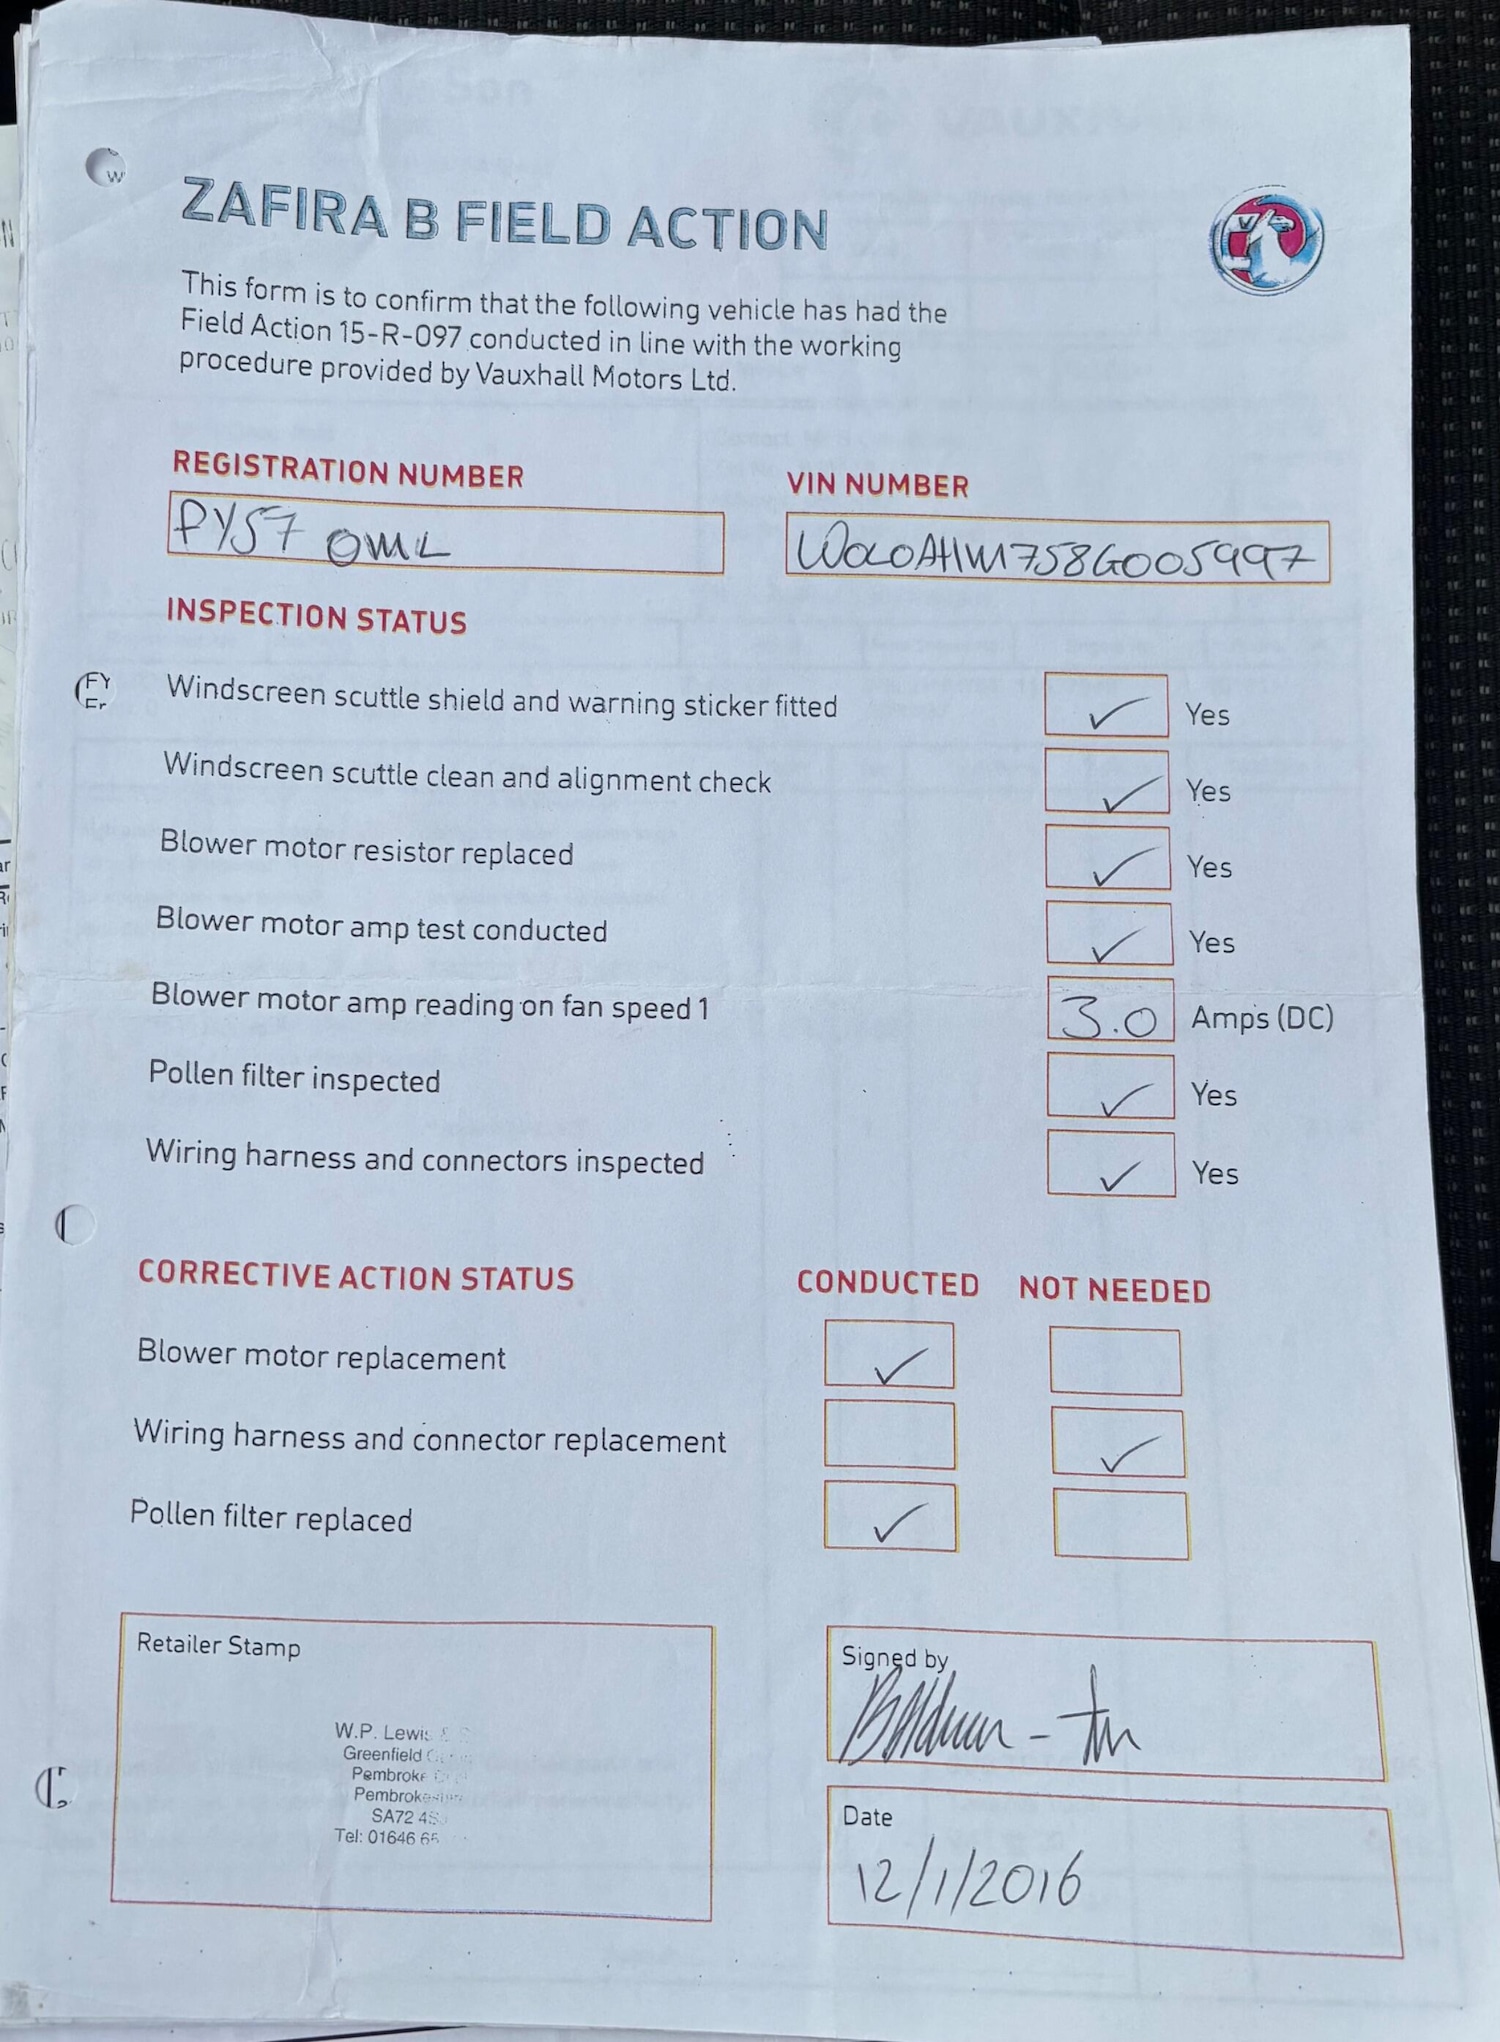 ZAFIRA B FIELD ACTION
This form is to confirm that the following vehicle has had the
Field Action 15-R-097 conducted in line with the working
procedure provided by Vauxhall Motors Ltd.
REGISTRATION NUMBER
PY57 OML
VIN NUMBER
WOLOAHM758G005997
INSPECTION STATUS
Windscreen scuttle shield and warning sticker fitted
✓ Yes
Windscreen scuttle clean and alignment check
✓ Yes
Blower motor resistor replaced
✓ Yes
Blower motor amp test conducted
✓ Yes
Blower motor amp reading on fan speed 1
3.0 Amps (DC)
Pollen filter inspected
✓ Yes
Wiring harness and connectors inspected
✓ Yes
CORRECTIVE ACTION STATUS
CONDUCTED
NOT NEEDED
Blower motor replacement
✓
Wiring harness and connector replacement
✓
Pollen filter replaced
✓
Retailer Stamp
W.P. Lewis &
Greenfield
Pembroke
SA72
Tel: 01646
Signed by
Date
12/1/2016